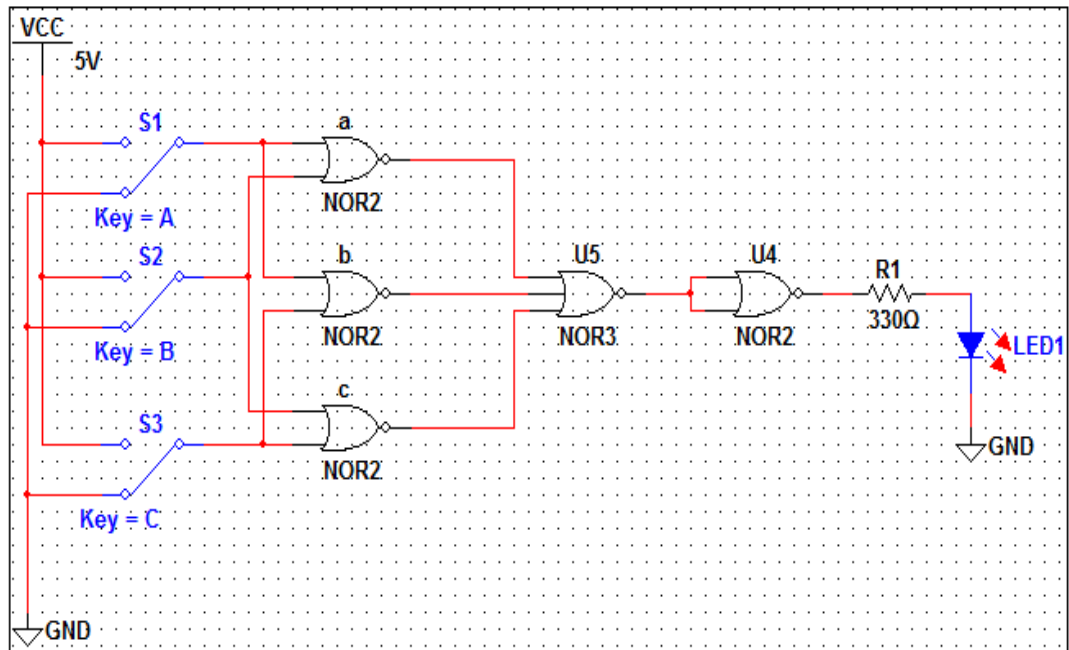 VCC
5V
S1
Key = A
a
NOR2
S2
Key = B
b
NOR2
U5
NOR3
U4
NOR2
R1
330Ω
LED1
S3
Key = C
c
NOR2
GND
GND